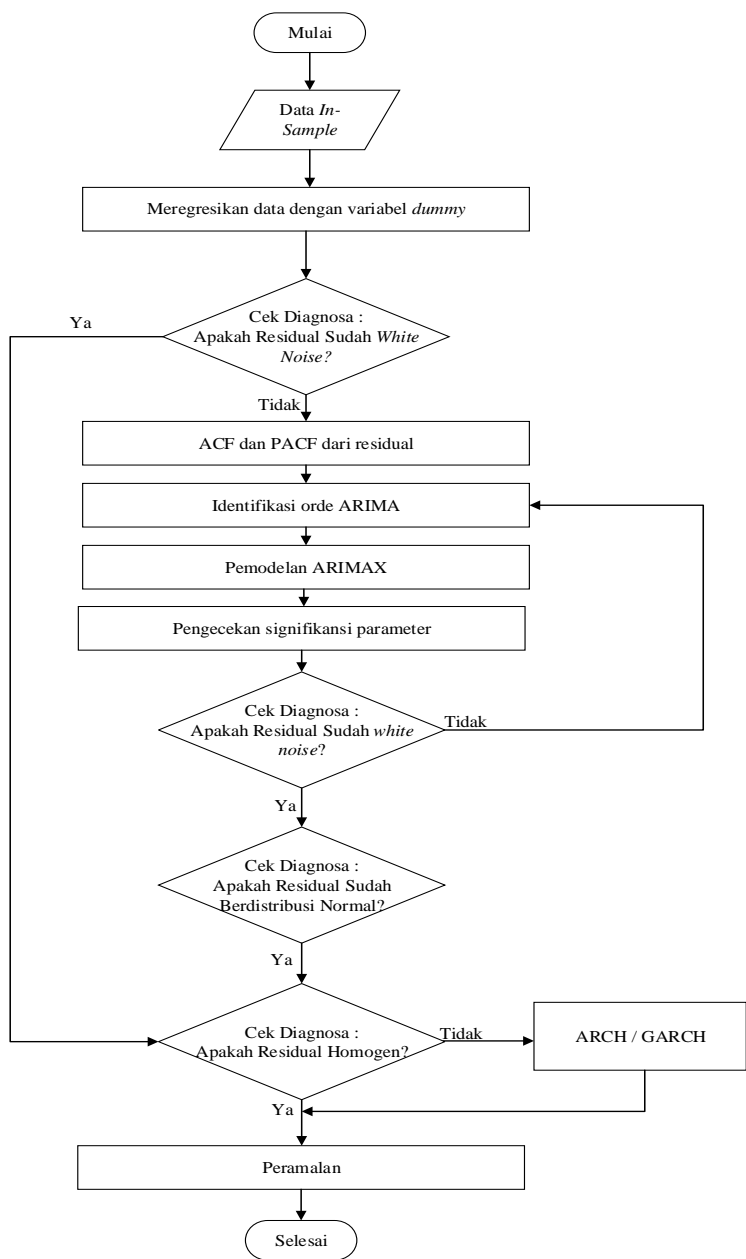 Mulai
Data In-
Sample
Meregresikan data dengan variabel dummy
Cek Diagnosa :
Apakah Residual Sudah White
Noise?
Ya
Tidak
ACF dan PACF dari residual
Identifikasi orde ARIMA
Pemodelan ARIMAX
Pengecekan signifikansi parameter
Cek Diagnosa :
Apakah Residual Sudah white
noise?
Tidak
Ya
Cek Diagnosa :
Apakah Residual Sudah
Berdistribusi Normal?
Ya
Cek Diagnosa :
Apakah Residual Homogen?
Tidak
ARCH / GARCH
Ya
Peramalan
Selesai